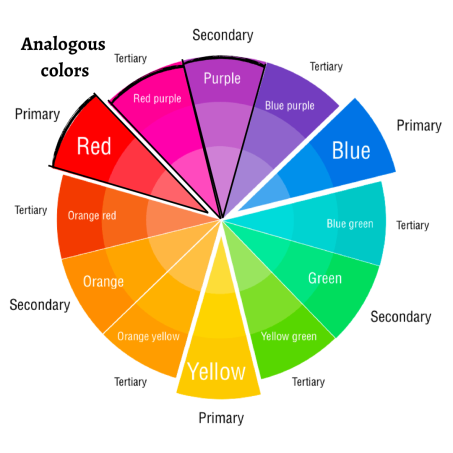 Analogous
colors
Secondary
Tertiary
Tertiary
Purple
Red purple
Blue purple
Primary
Primary
Red
Blue
Tertiary
Orange red
Blue green
Tertiary
Orange
Green
Secondary
Secondary
Orange yellow
Yellow green
Yellow
Tertiary
Tertiary
Primary